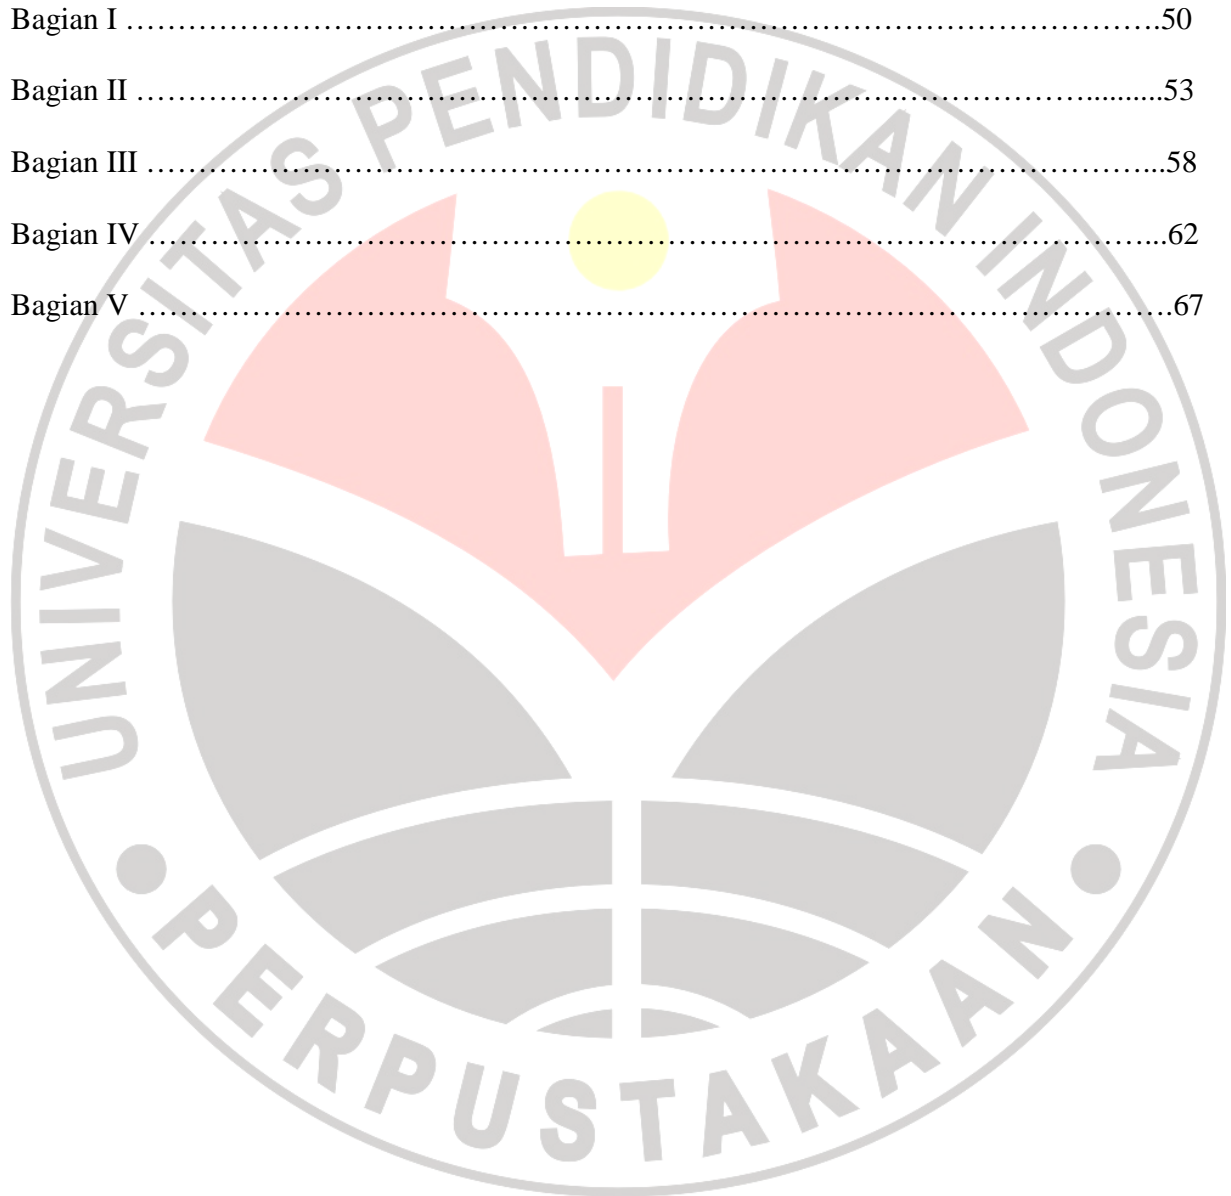 Bagian I ……………………………………………………………………………………….50
Bagian II ………………………………………………………………..………………...........53
Bagian III …………………………………………………………………………………...58
Bagian IV ……………………………………………………………………………………...62
Bagian V ……………………………………………………………………………………….67
UNIVERSITAS PENDIDIKAN INDONESIA
PERPUSTAKAAN